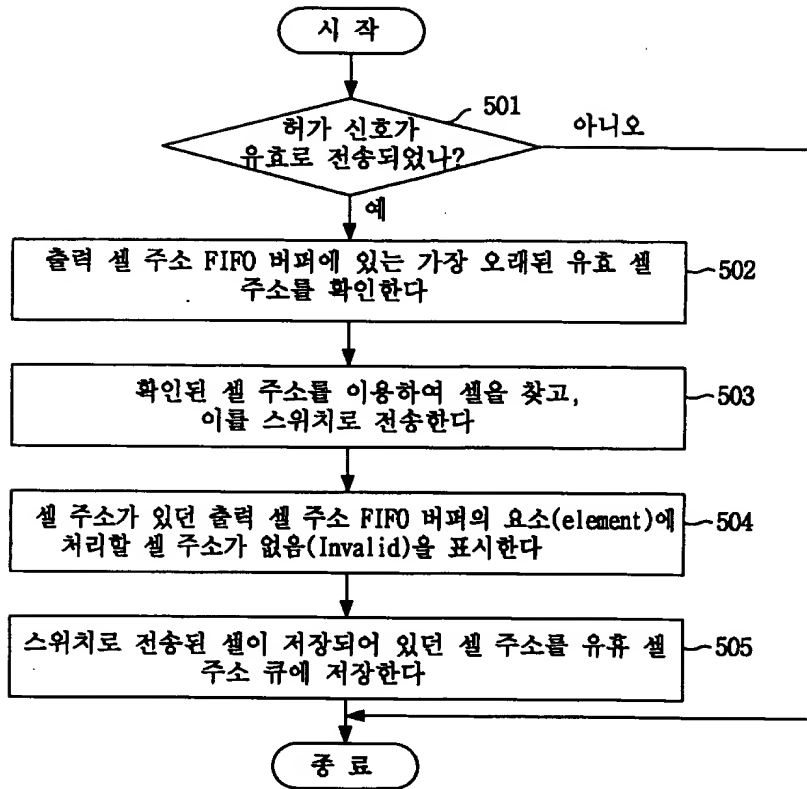 시 작
501
허가 신호가
유효로 전송되었나?
아니오
예
출력 셀 주소 FIFO 버퍼에 있는 가장 오래된 유효 셀
주소를 확인한다
502
확인된 셀 주소를 이용하여 셀을 찾고,
이를 스위치로 전송한다
503
셀 주소가 있던 출력 셀 주소 FIFO 버퍼의 요소(element)에
처리할 셀 주소가 없음(Invalid)을 표시한다
504
스위치로 전송된 셀이 저장되어 있던 셀 주소를 유휴 셀
주소 큐에 저장한다
505
종 료